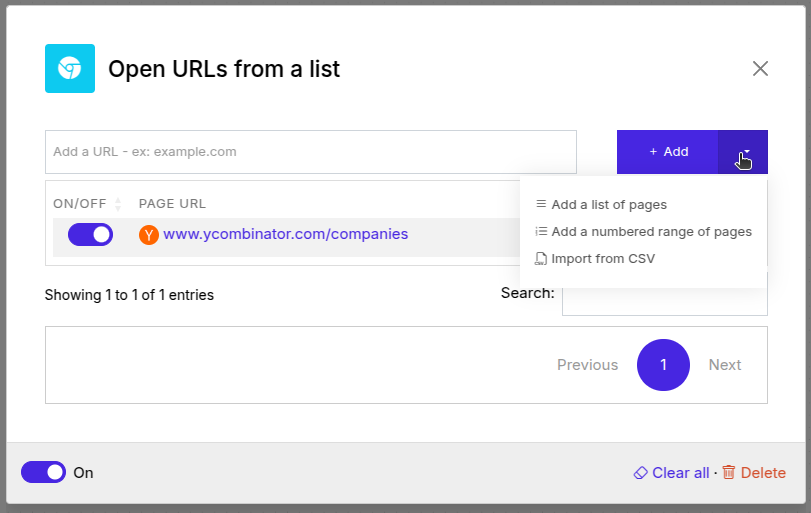 Open URLs from a list
Add a URL - ex: example.com
+ Add
Add a list of pages
Add a numbered range of pages
Import from CSV
ON/OFF PAGE URL
Y www.ycombinator.com/companies
Showing 1 to 1 of 1 entries
Search:
Previous 1 Next
On
Clear all · Delete